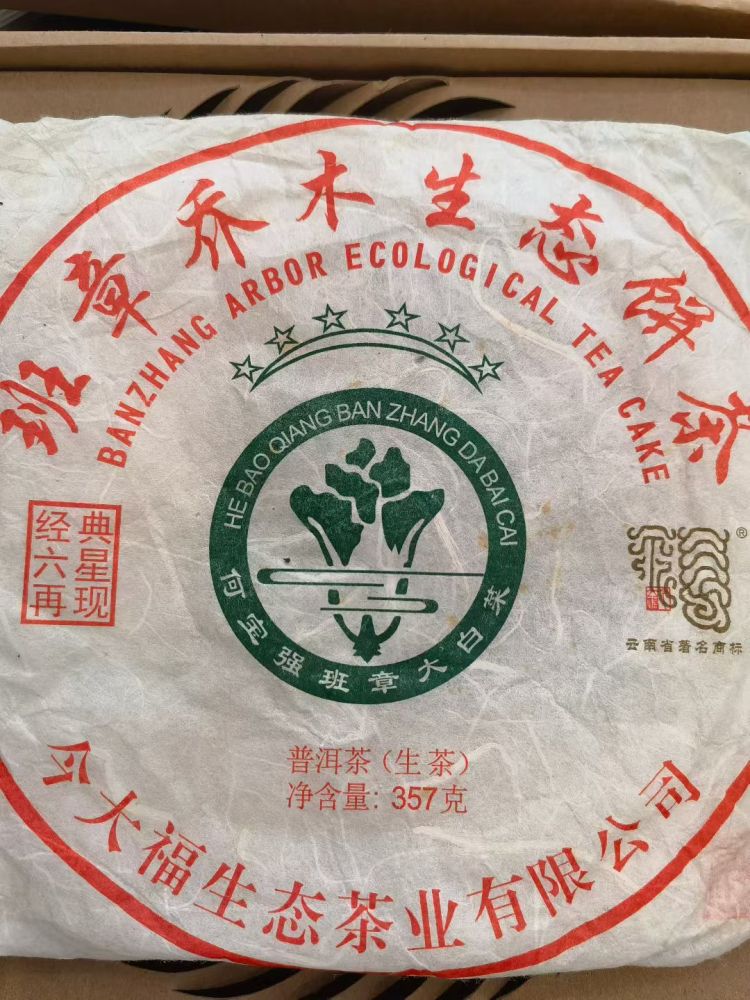 班章乔木生态饼茶
BANZHANG ARBOR ECOLOGICAL TEA CAKE
HE BAO QIANG BAN ZHANG DA BAI CAI
何宝强班章大白菜
经典
六星
再现
®
云南省著名商标
普洱茶(生茶)
净含量: 357克
今大福生态茶业有限公司